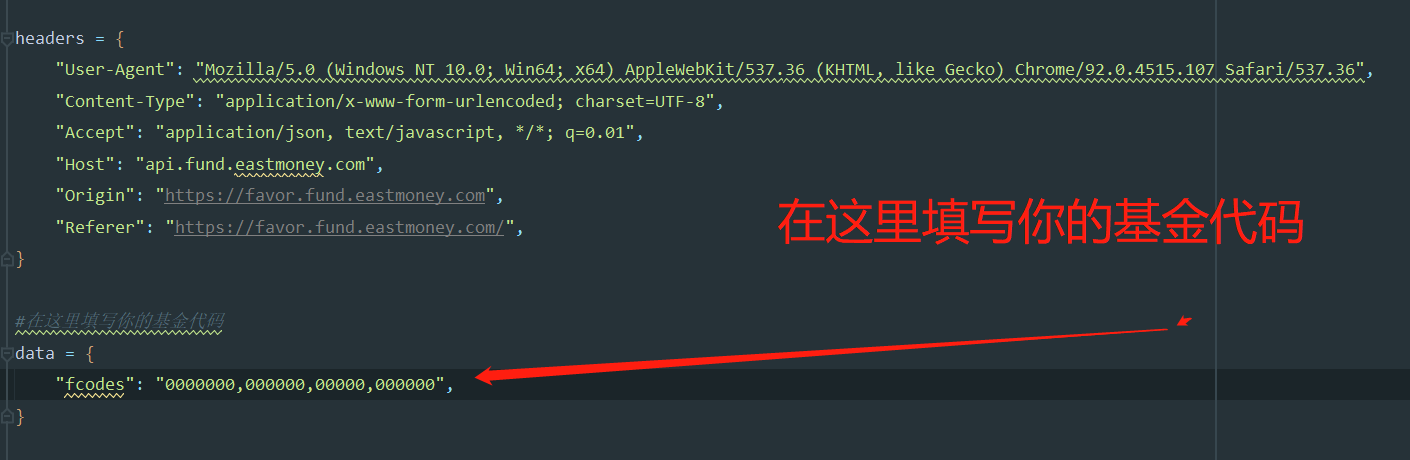 headers = {
"User-Agent": "Mozilla/5.0 (Windows NT 10.0; Win64; x64) AppleWebKit/537.36 (KHTML, like Gecko) Chrome/92.0.4515.107 Safari/537.36",
"Content-Type": "application/x-www-form-urlencoded; charset=UTF-8",
"Accept": "application/json, text/javascript, */*; q=0.01",
"Host": "api.fund.eastmoney.com",
"Origin": "https://favor.fund.eastmoney.com",
"Referer": "https://favor.fund.eastmoney.com/",
在这里填写你的基金代码
}
#在这里填写你的基金代码
data = {
"fcodes": "0000000,000000,00000,000000",
}